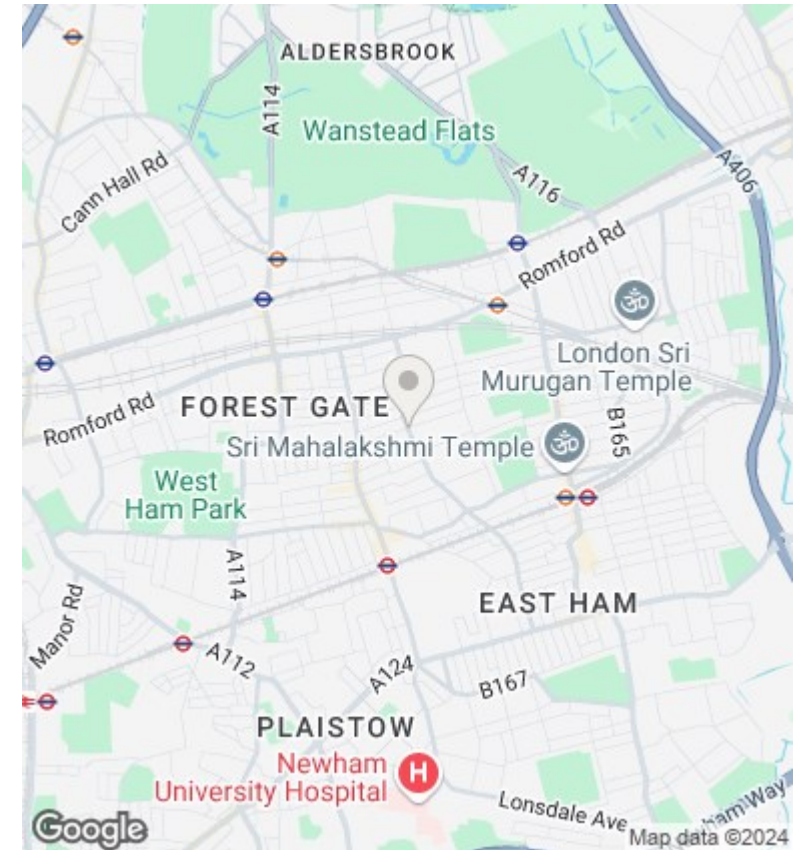 ALDERSBROOK
A114
Wanstead Flats
A406
Cann Hall Rd
A116
Romford Rd
London Sri
Murugan Temple
Romford Rd
FOREST GATE
B165
Sri Mahalakshmi Temple
West
Ham Park
A114
Manor Rd
EAST HAM
A112
A124
B167
PLAISTOW
Newham
University Hospital
H
Lonsdale Ave
ham Way
Google
Map data ©2024